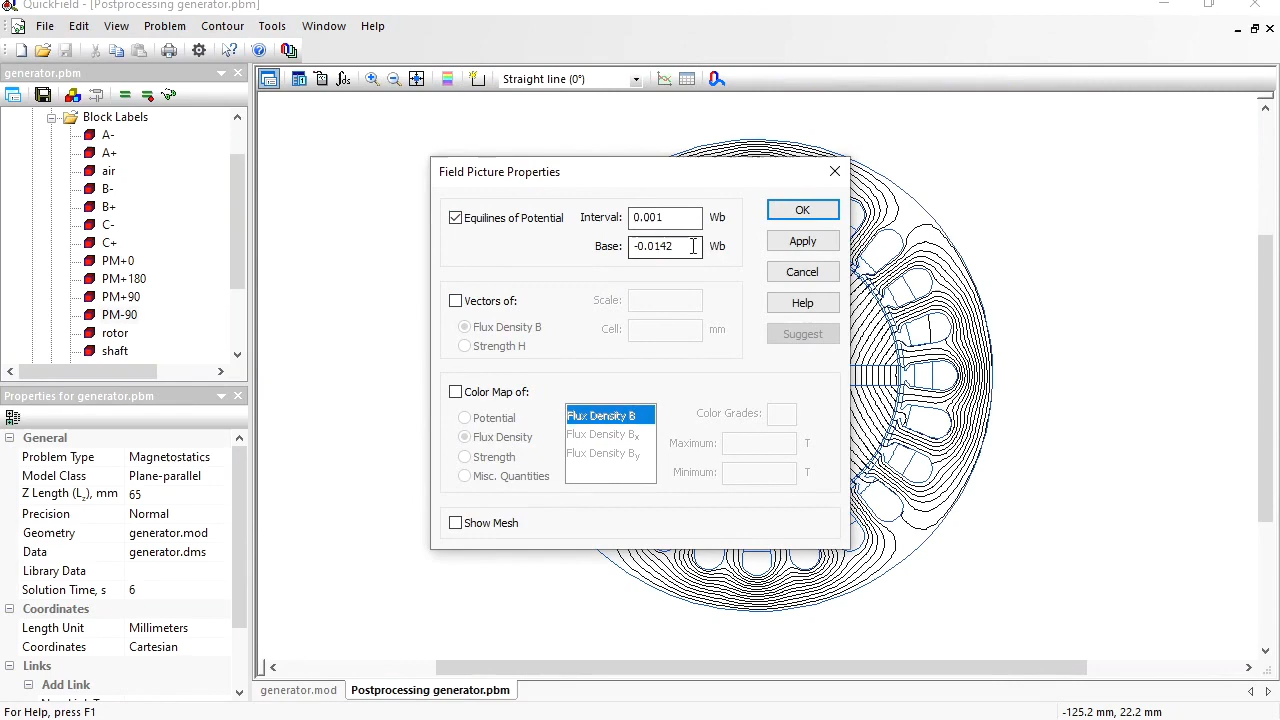 QuickField - [Postprocessing generator.pbm]
File Edit View Problem Contour Tools Window Help
generator.pbm
Straight line (0°)
Block Labels
A-
A+
air
B-
B+
C-
C+
PM+0
PM+180
PM+90
PM-90
rotor
shaft
Properties for generator.pbm
General
Problem Type Magnetostatics
Model Class Plane-parallel
Z Length (Lz), mm 65
Precision Normal
Geometry generator.mod
Data generator.dms
Library Data
Solution Time, s 6
Coordinates
Length Unit Millimeters
Coordinates Cartesian
Links
Add Link
Field Picture Properties
Equilines of Potential Interval: 0.001 Wb
Base: -0.0142 Wb
Vectors of: Scale:
Flux Density B Cell: mm
Strength H
Color Map of:
Potential
Flux Density
Strength
Misc. Quantities
Flux Density B
Flux Density Bx
Flux Density By
Color Grades:
Maximum: T
Minimum: T
Show Mesh
OK
Apply
Cancel
Help
Suggest
generator.mod Postprocessing generator.pbm
For Help, press F1 -125.2 mm, 22.2 mm